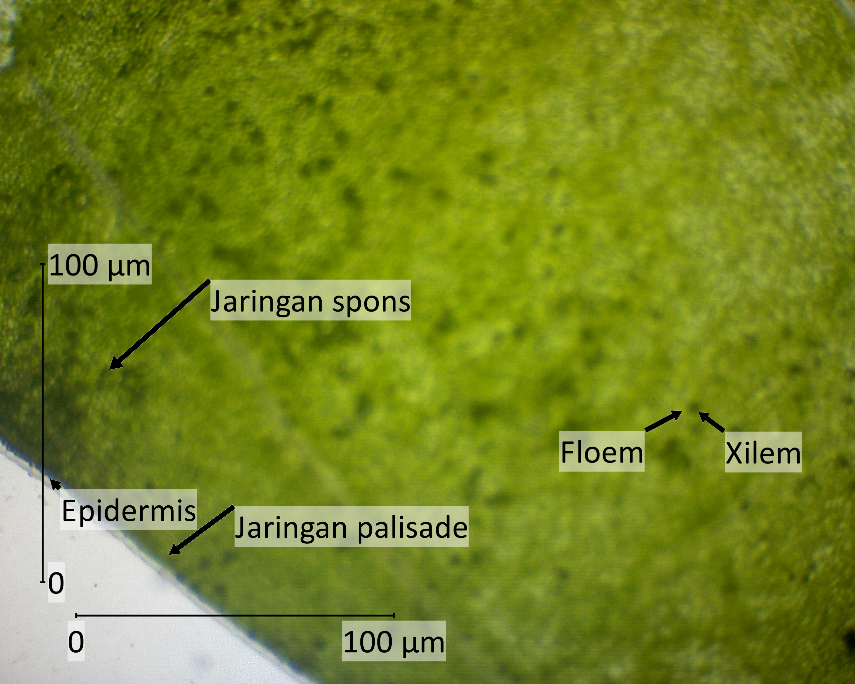 100 µm
Jaringan spons
Floem
Xilem
Epidermis
Jaringan palisade
0
0
100 µm